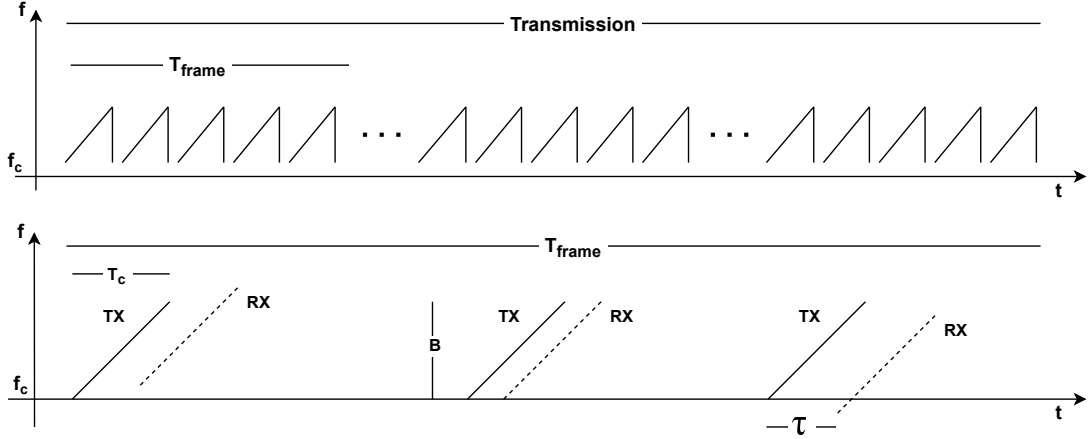 f
Transmission
T_frame
. . .
. . .
f_c
t
f
T_frame
T_c
TX
RX
B
TX
RX
TX
RX
f_c
τ
t